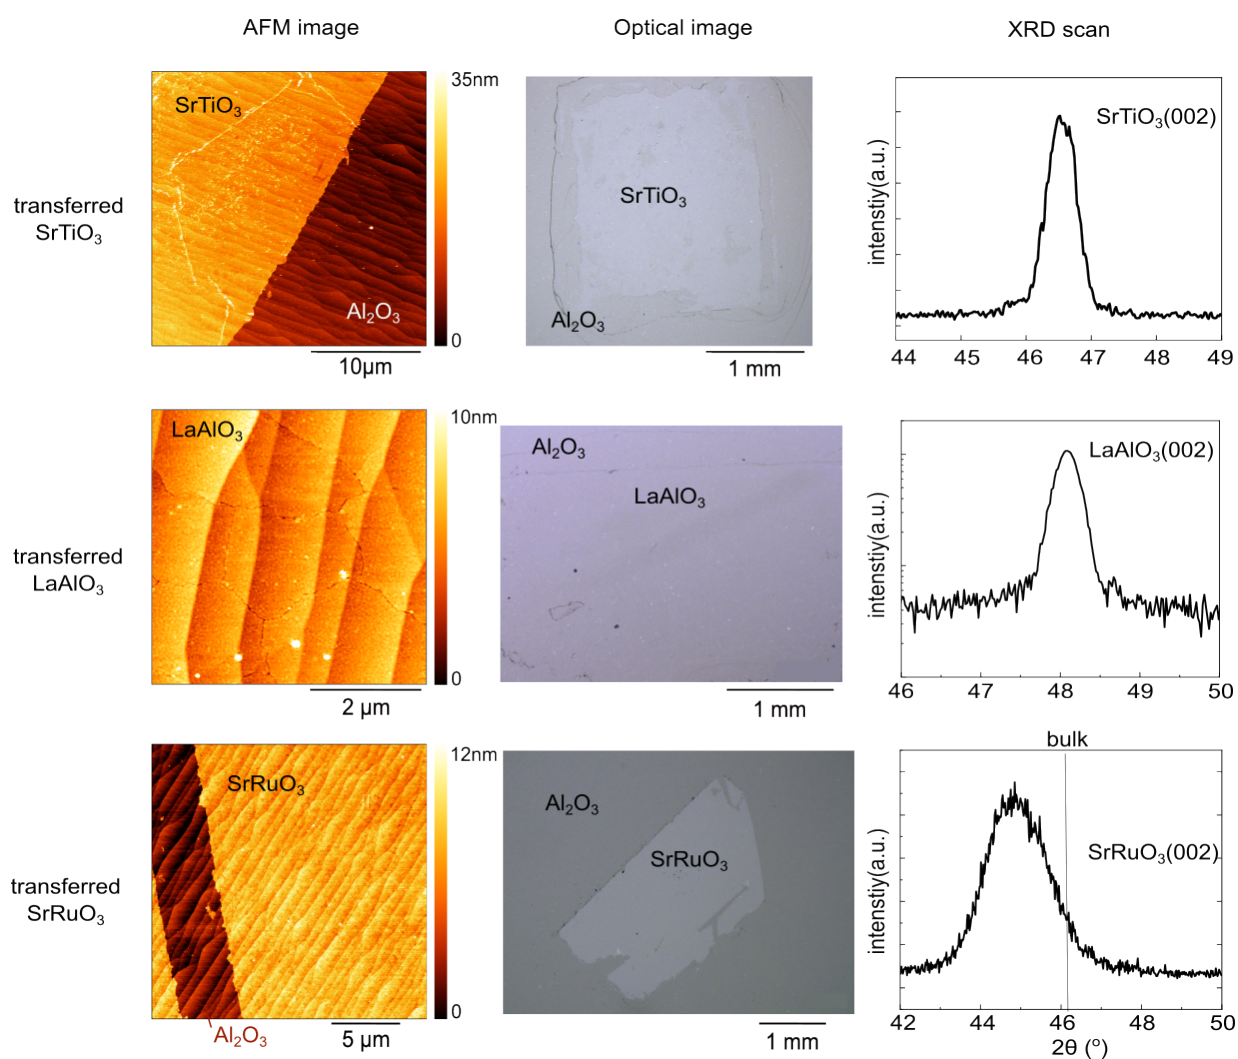 AFM image
Optical image
XRD scan
transferred
SrTiO₃
SrTiO₃
Al₂O₃
35nm
0
10μm
SrTiO₃
Al₂O₃
1 mm
intenstiy(a.u.)
SrTiO₃(002)
44 45 46 47 48 49
transferred
LaAlO₃
LaAlO₃
10nm
0
2 μm
Al₂O₃
LaAlO₃
1 mm
intenstiy(a.u.)
LaAlO₃(002)
46 47 48 49 50
transferred
SrRuO₃
SrRuO₃
Al₂O₃
12nm
0
5 μm
Al₂O₃
SrRuO₃
1 mm
bulk
intenstiy(a.u.)
SrRuO₃(002)
42 44 46 48 50
2θ (°)